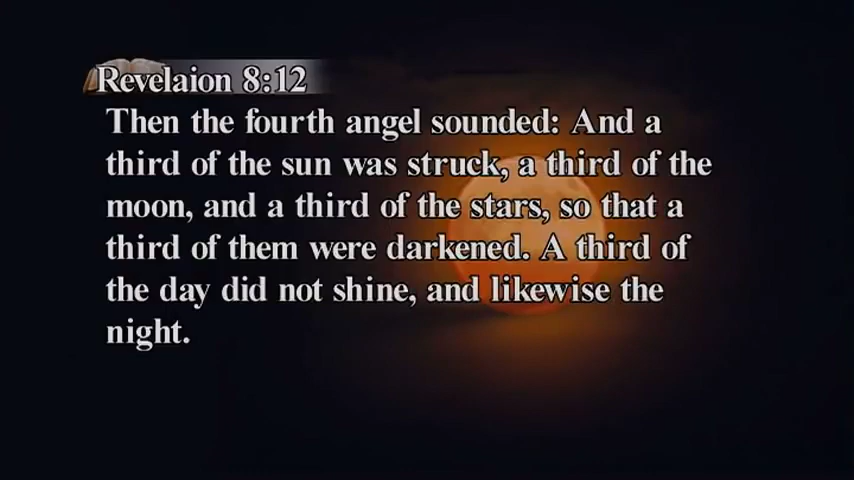 Revelaion 8:12
Then the fourth angel sounded: And a
third of the sun was struck, a third of the
moon, and a third of the stars, so that a
third of them were darkened. A third of
the day did not shine, and likewise the
night.